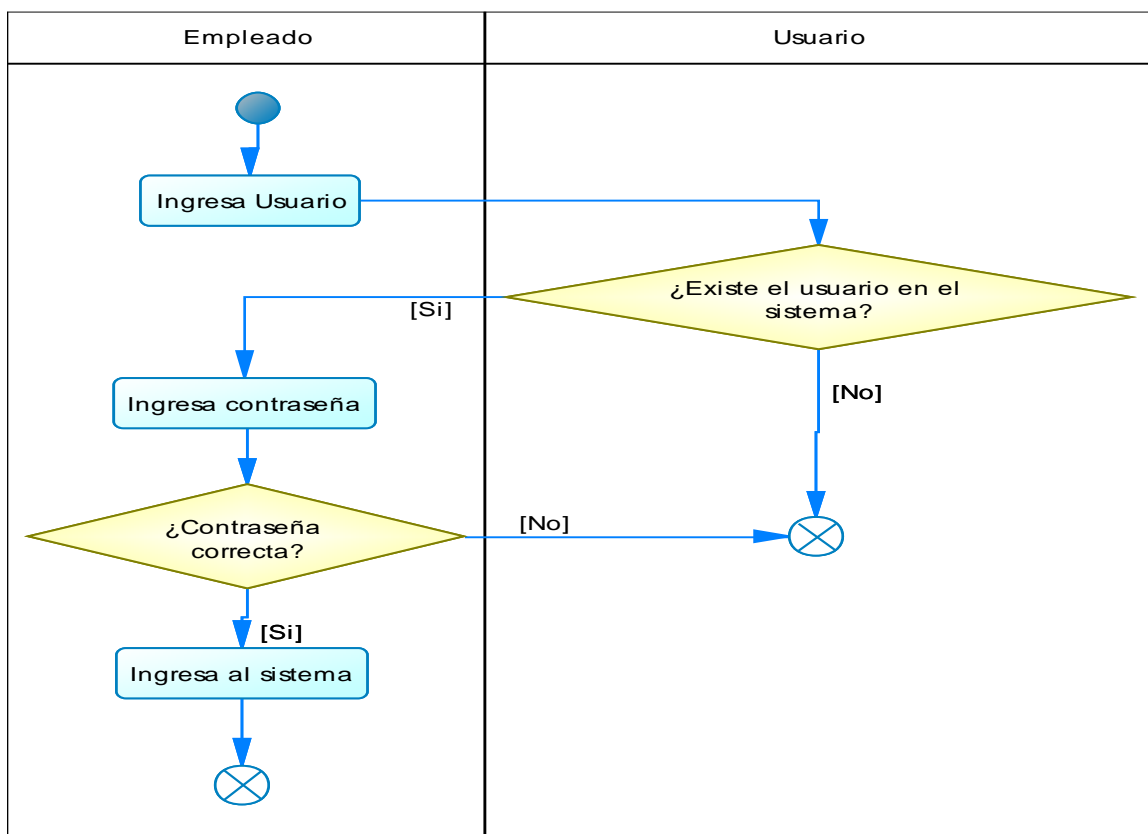 Empleado
Usuario
Ingresa Usuario
¿Existe el usuario en el
sistema?
[Si]
[No]
Ingresa contraseña
¿Contraseña
correcta?
[No]
[Si]
Ingresa al sistema